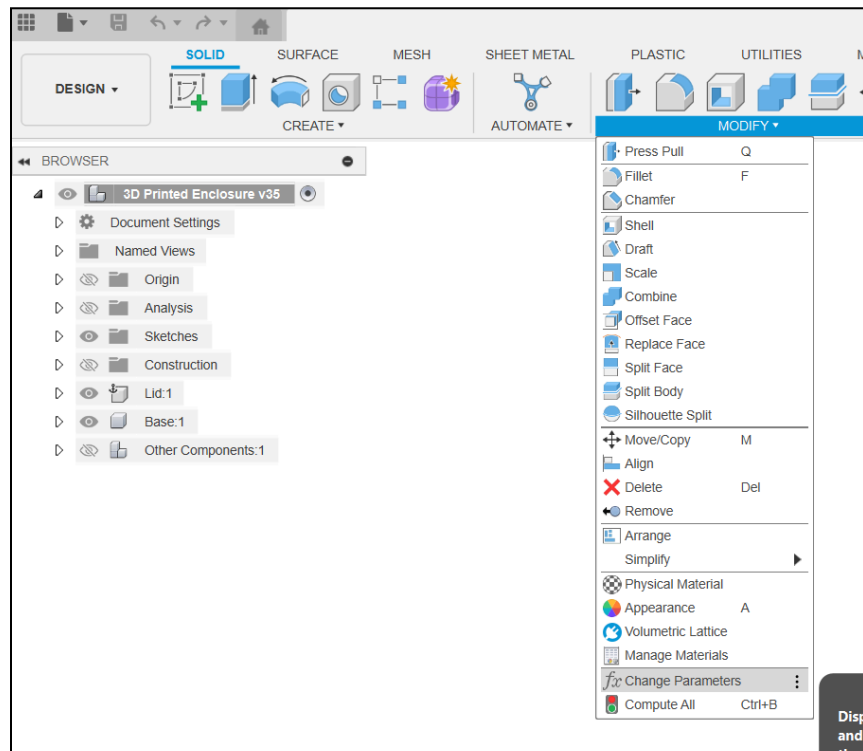 SOLID SURFACE MESH SHEET METAL PLASTIC UTILITIES
DESIGN
CREATE AUTOMATE MODIFY
BROWSER
3D Printed Enclosure v35
Document Settings
Named Views
Origin
Analysis
Sketches
Construction
Lid:1
Base:1
Other Components:1
Press Pull Q
Fillet F
Chamfer
Shell
Draft
Scale
Combine
Offset Face
Replace Face
Split Face
Split Body
Silhouette Split
Move/Copy M
Align
Delete Del
Remove
Arrange
Simplify
Physical Material
Appearance A
Volumetric Lattice
Manage Materials
fx Change Parameters
Compute All Ctrl+B
and